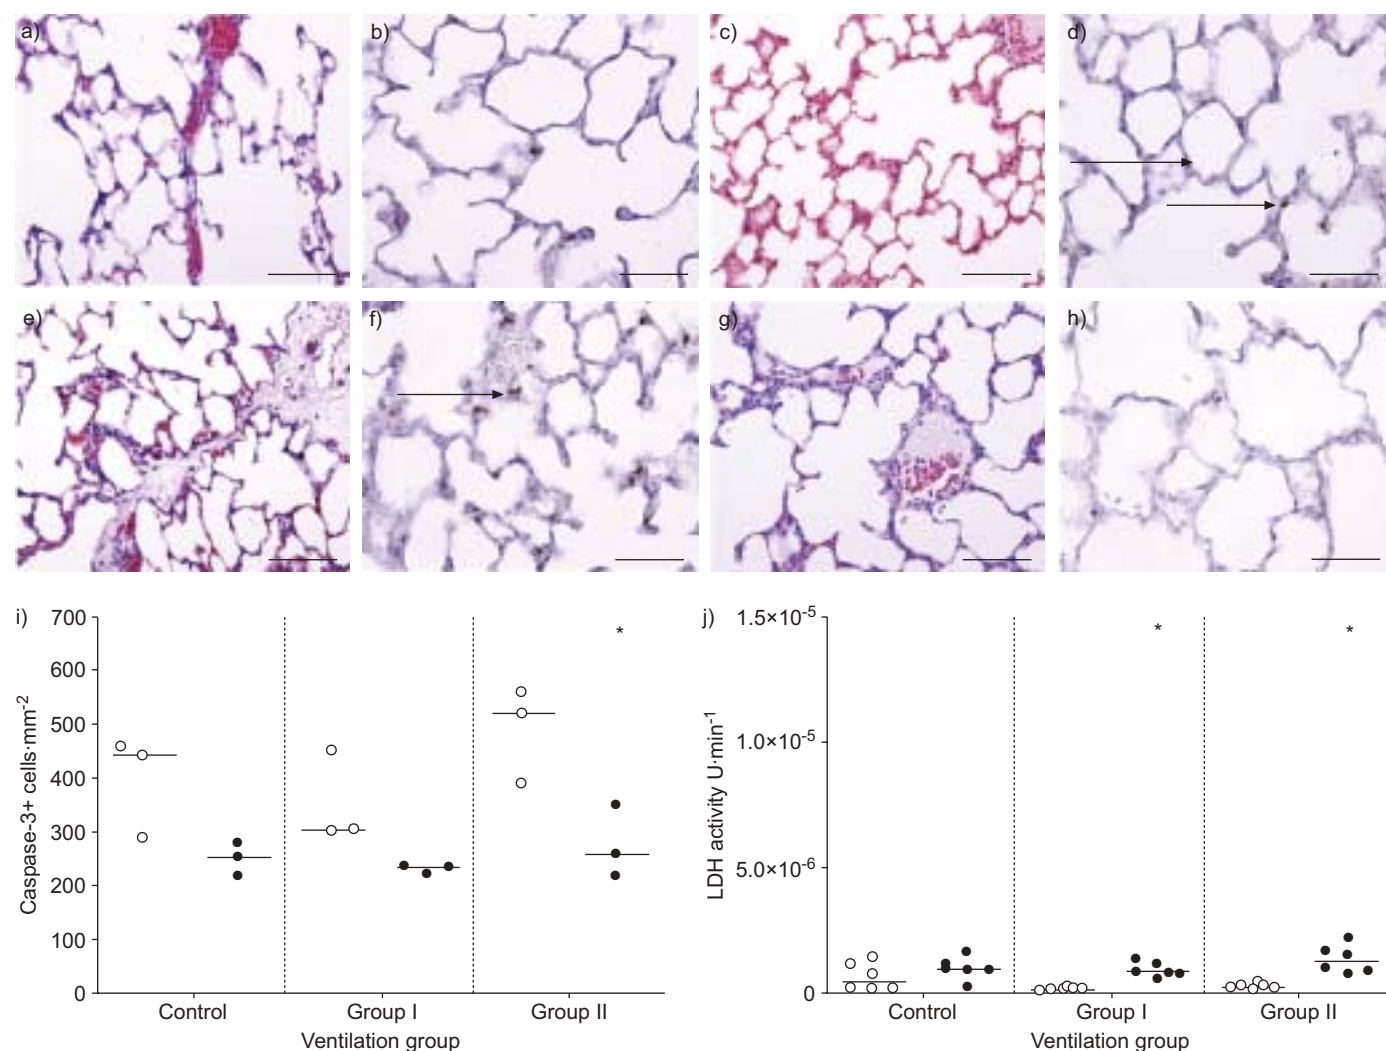 a)
b)
c)
d)
e)
f)
g)
h)
i)
700
600
500
400
300
200
100
0
Caspase-3+ cells·mm-2
*
Control
Group I
Group II
Ventilation group
j)
1.5×10-5
1.0×10-5
5.0×10-6
0
LDH activity U·min-1
*
*
Control
Group I
Group II
Ventilation group